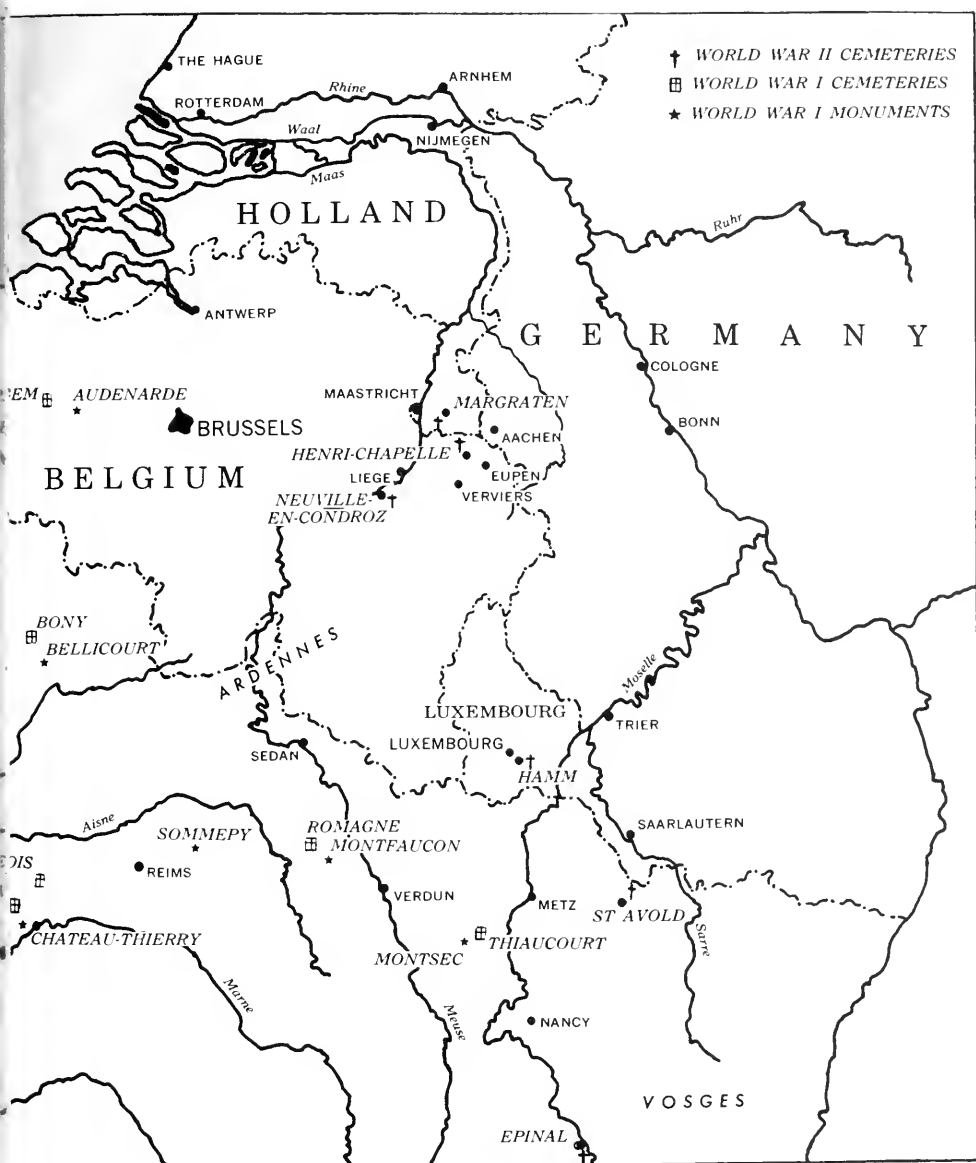 † WORLD WAR II CEMETERIES
WORLD WAR I CEMETERIES
★ WORLD WAR I MONUMENTS
THE HAGUE
ARNHEM
Rhine
ROTTERDAM
Waal
NIJMEGEN
Maas
HOLLAND
Ruhr
ANTWERP
GERMANY
COLOGNE
EM
AUDENARDE
MAASTRICHT
MARGRATEN
BRUSSELS
AACHEN
BONN
HENRI-CHAPELLE
BELGIUM
LIEGE
EUPEN
VERVIERS
NEUVILLE-
EN-CONDROZ
BONY
BELLICOURT
ARDENNES
Moselle
LUXEMBOURG
TRIER
LUXEMBOURG
SEDAN
HAMM
Aisne
SOMMEPY
ROMAGNE
MONTFAUCON
SAARLAUTERN
OIS
REIMS
VERDUN
METZ
ST AVOLD
CHATEAU-THIERRY
THIAUCOURT
MONTSEC
Sarre
Marne
Meuse
NANCY
VOSGES
EPINAL